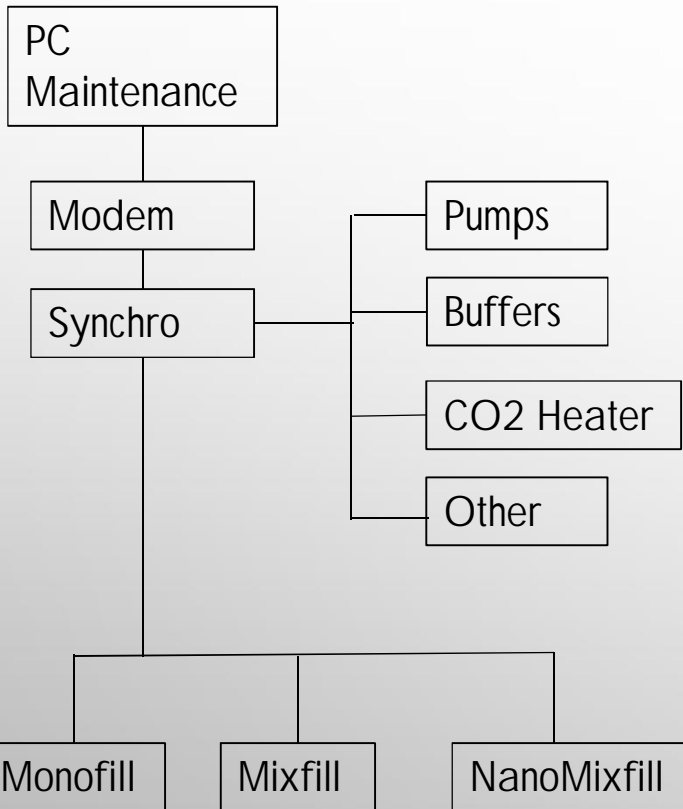 PC
Maintenance
Modem
Pumps
Synchro
Buffers
CO2 Heater
Other
Monofill
Mixfill
NanoMixfill